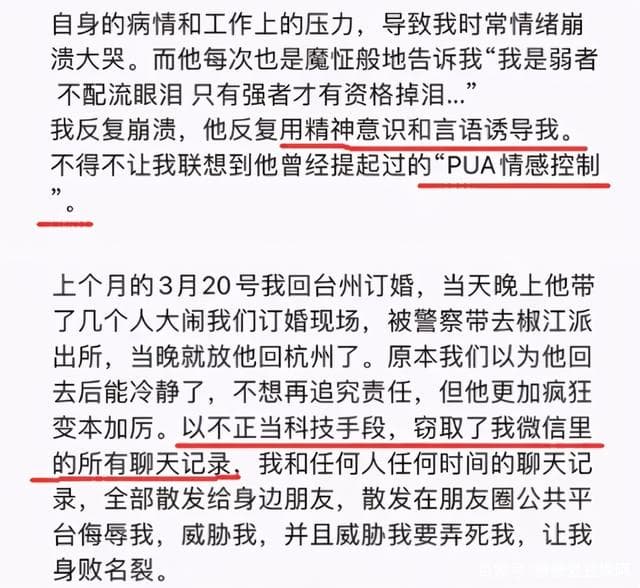 自身的病情和工作上的压力，导致我时常情绪崩
溃大哭。而他每次也是魔怔般地告诉我“我是弱者
不配流眼泪 只有强者才有资格掉泪...”
我反复崩溃，他反复用精神意识和言语诱导我。
不得不让我联想到他曾经提起过的“PUA情感控制
”。
上个月的3月20号我回台州订婚，当天晚上他带
了几个人大闹我们订婚现场，被警察带去椒江派
出所，当晚就放他回杭州了。原本我们以为他回
去后能冷静了，不想再追究责任，但他更加疯狂
变本加厉。以不正当科技手段，窃取了我微信里
的所有聊天记录，我和任何人任何时间的聊天记
录，全部散发给身边朋友，散发在朋友圈公共平
台侮辱我，威胁我，并且威胁我要弄死我，让我
身败名裂。